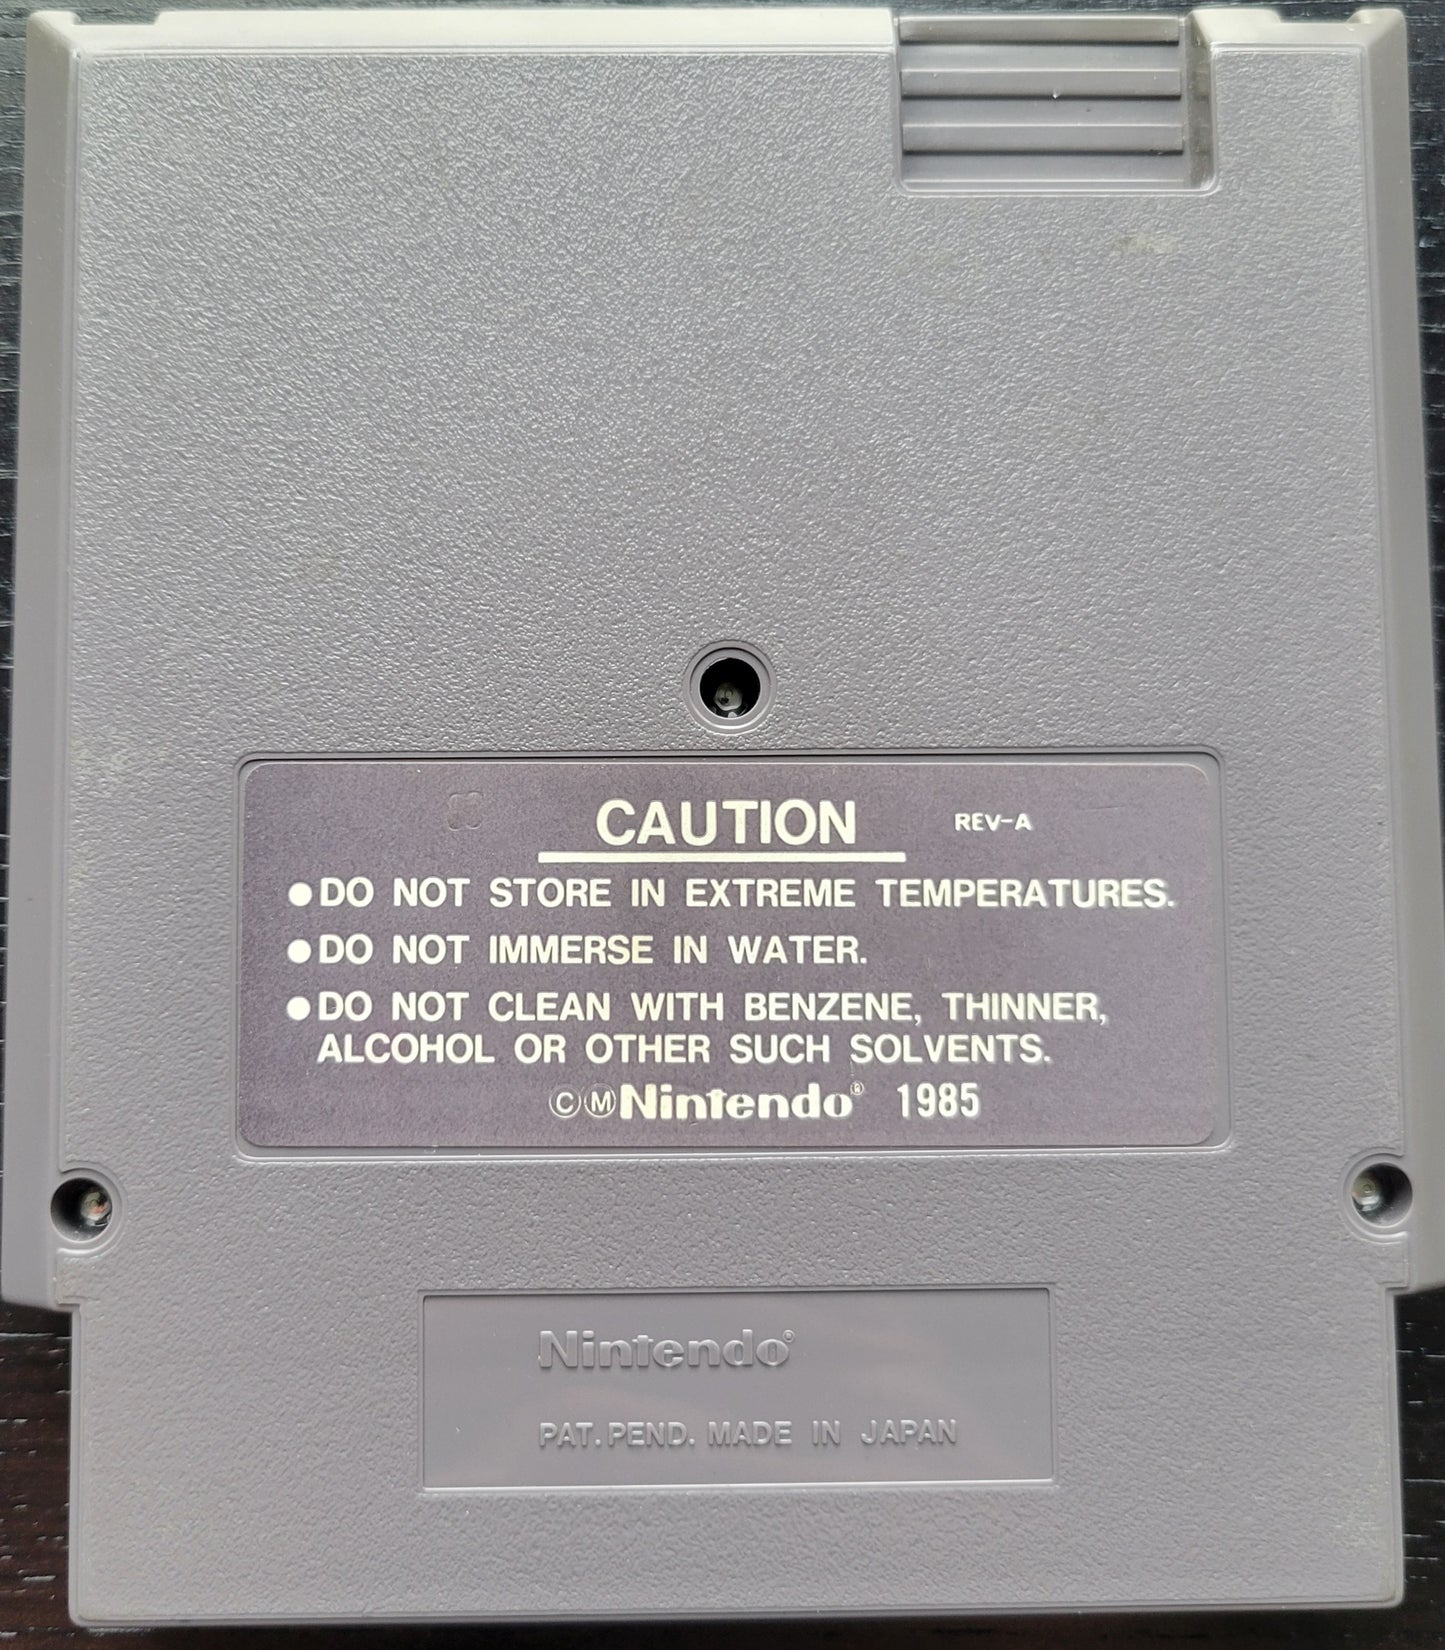 CAUTION REV-A
●DO NOT STORE IN EXTREME TEMPERATURES.
●DO NOT IMMERSE IN WATER.
●DO NOT CLEAN WITH BENZENE, THINNER,
ALCOHOL OR OTHER SUCH SOLVENTS.
©ⓂNintendo® 1985
Nintendo®
PAT. PEND. MADE IN JAPAN